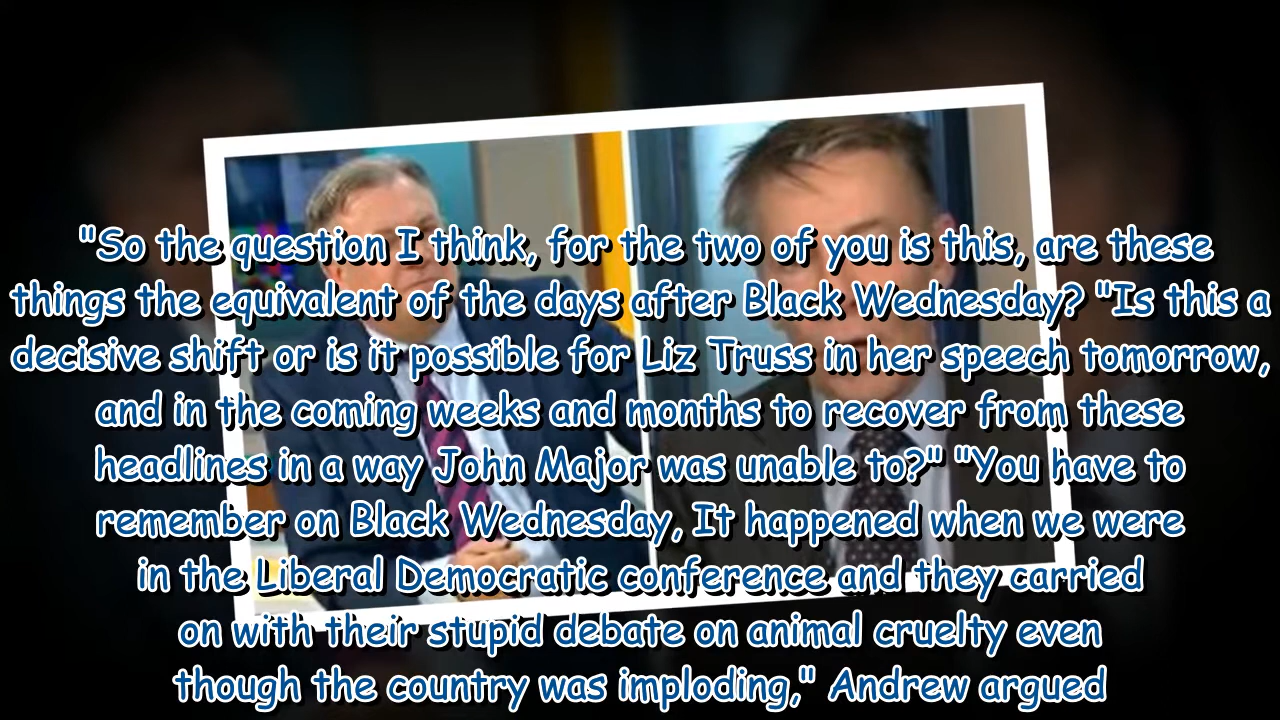 "So the question I think, for the two of you is this, are these
things the equivalent of the days after Black Wednesday? "Is this a
decisive shift or is it possible for Liz Truss in her speech tomorrow,
and in the coming weeks and months to recover from these
headlines in a way John Major was unable to?" "You have to
remember on Black Wednesday, It happened when we were
in the Liberal Democratic conference and they carried
on with their stupid debate on animal cruelty even
though the country was imploding," Andrew argued